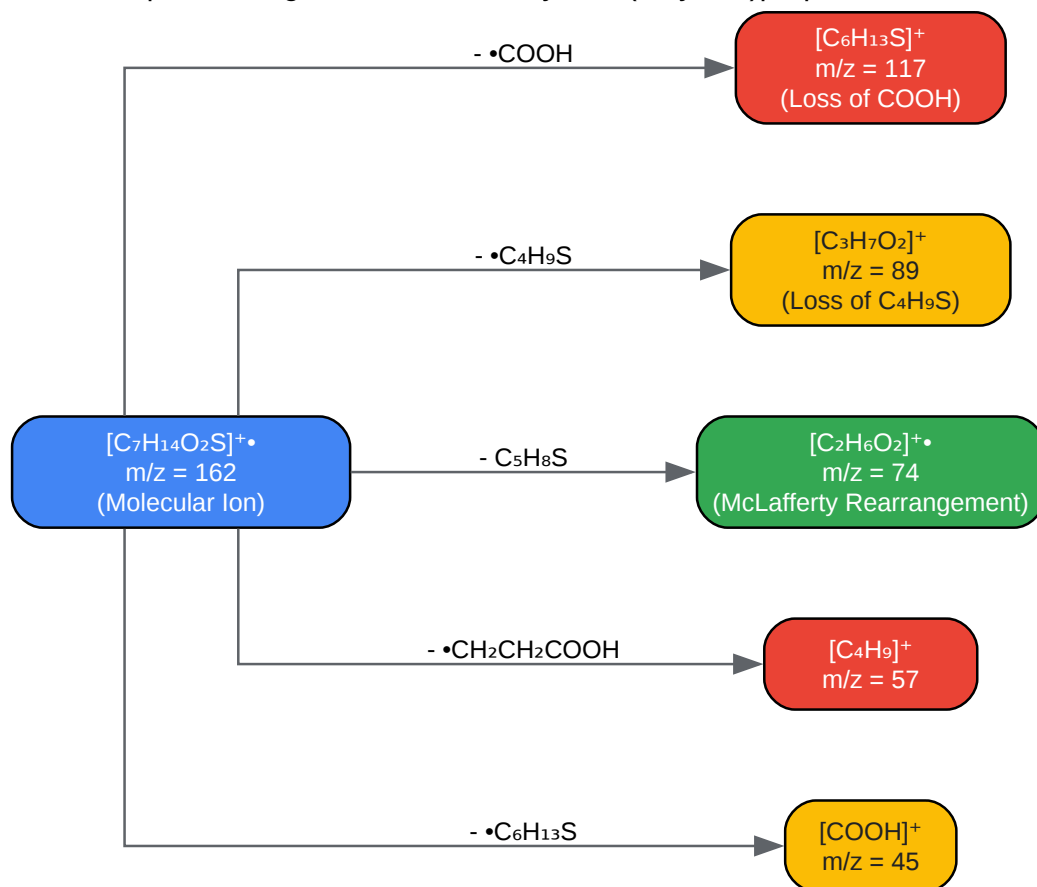 - •COOH
[C₆H₁₃S]⁺
m/z = 117
(Loss of COOH)
- •C₄H₉S
[C₃H₇O₂]⁺
m/z = 89
(Loss of C₄H₉S)
[C₇H₁₄O₂S]⁺•
m/z = 162
(Molecular Ion)
- C₅H₈S
[C₂H₆O₂]⁺•
m/z = 74
(McLafferty Rearrangement)
- •CH₂CH₂COOH
[C₄H₉]⁺
m/z = 57
- •C₆H₁₃S
[COOH]⁺
m/z = 45